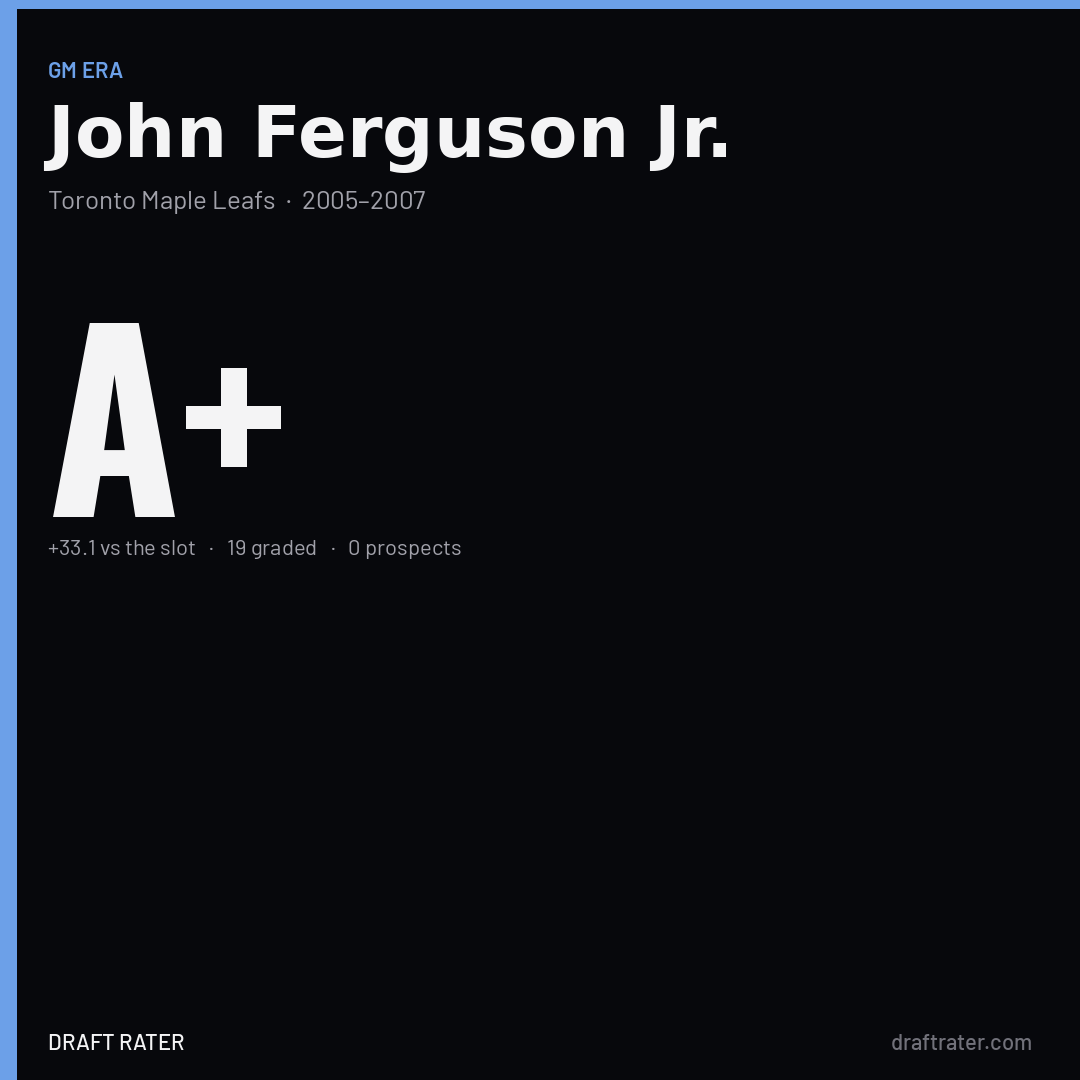 GM ERA
John Ferguson Jr.
Toronto Maple Leafs · 2005–2007
A+
+33.1 vs the slot · 19 graded · 0 prospects
DRAFT RATER
draftrater.com